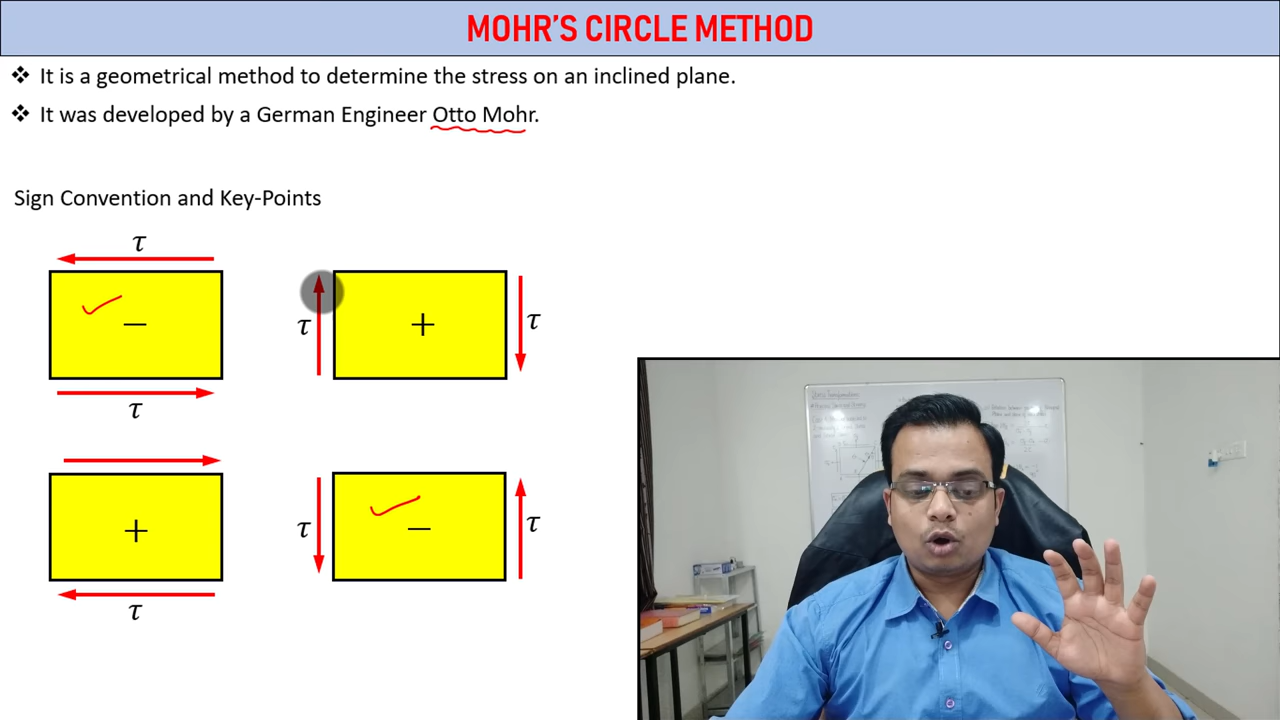 MOHR'S CIRCLE METHOD
❖ It is a geometrical method to determine the stress on an inclined plane.
❖ It was developed by a German Engineer Otto Mohr.
Sign Convention and Key-Points
τ
−
τ
τ
+
τ
+
τ
τ
−
τ